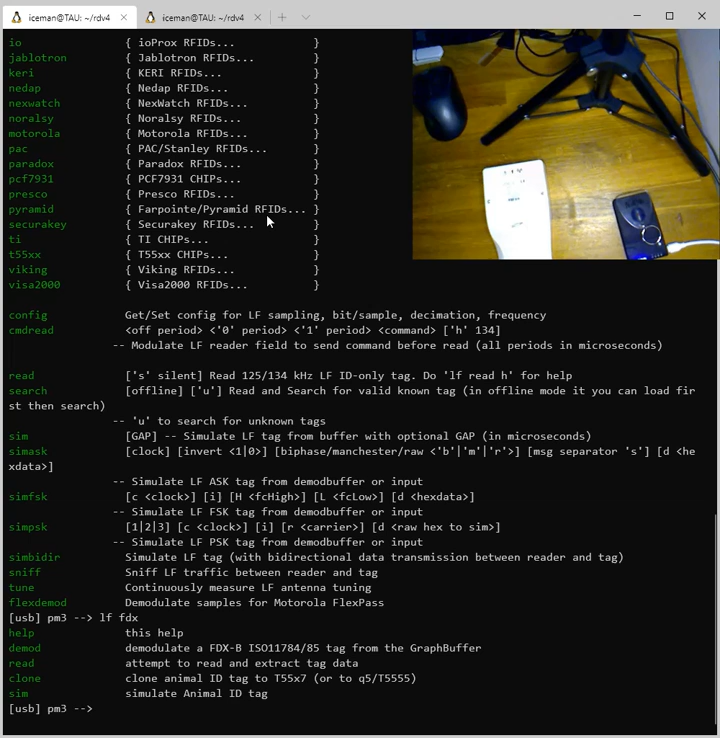 iceman@TAU: ~/rdv4
iceman@TAU: ~/rdv4
io { ioProx RFIDs... }
jablotron { Jablotron RFIDs... }
keri { KERI RFIDs... }
nedap { Nedap RFIDs... }
nexwatch { NexWatch RFIDs... }
noralsy { Noralsy RFIDs... }
motorola { Motorola RFIDs... }
pac { PAC/Stanley RFIDs... }
paradox { Paradox RFIDs... }
pcf7931 { PCF7931 CHIPs... }
presco { Presco RFIDs... }
pyramid { Farpointe/Pyramid RFIDs... }
securakey { Securakey RFIDs... }
ti { TI CHIPs... }
t55xx { T55xx CHIPs... }
viking { Viking RFIDs... }
visa2000 { Visa2000 RFIDs... }
config Get/Set config for LF sampling, bit/sample, decimation, frequency
cmdread <off period> <'0' period> <'1' period> <command> ['h' 134]
-- Modulate LF reader field to send command before read (all periods in microseconds)
read ['s' silent] Read 125/134 kHz LF ID-only tag. Do 'lf read h' for help
search [offline] ['u'] Read and Search for valid known tag (in offline mode it you can load fir
st then search)
-- 'u' to search for unknown tags
sim [GAP] -- Simulate LF tag from buffer with optional GAP (in microseconds)
simask [clock] [invert <1|0>] [biphase/manchester/raw <'b'|'m'|'r'>] [msg separator 's'] [d <he
xdata>]
-- Simulate LF ASK tag from demodbuffer or input
simfsk [c <clock>] [i] [H <fcHigh>] [L <fcLow>] [d <hexdata>]
-- Simulate LF FSK tag from demodbuffer or input
simpsk [1|2|3] [c <clock>] [i] [r <carrier>] [d <raw hex to sim>]
-- Simulate LF PSK tag from demodbuffer or input
simbidir Simulate LF tag (with bidirectional data transmission between reader and tag)
sniff Sniff LF traffic between reader and tag
tune Continuously measure LF antenna tuning
flexdemod Demodulate samples for Motorola FlexPass
[usb] pm3 --> lf fdx
help this help
demod demodulate a FDX-B ISO11784/85 tag from the GraphBuffer
read attempt to read and extract tag data
clone clone animal ID tag to T55x7 (or to q5/T5555)
sim simulate Animal ID tag
[usb] pm3 -->